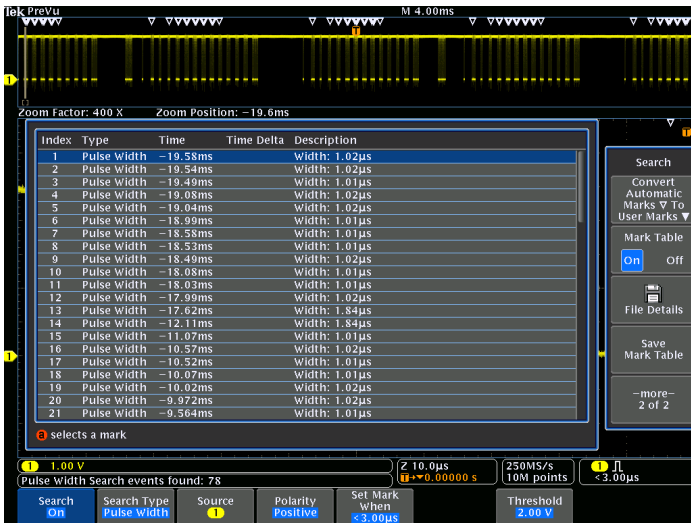 Tek PreVu M 4.00ms
T
1
Zoom Factor: 400 X Zoom Position: −19.6ms
Index Type Time Time Delta Description
1 Pulse Width −19.58ms Width: 1.02µs
2 Pulse Width −19.54ms Width: 1.02µs
3 Pulse Width −19.49ms Width: 1.01µs
4 Pulse Width −19.08ms Width: 1.02µs
5 Pulse Width −19.04ms Width: 1.02µs
6 Pulse Width −18.99ms Width: 1.01µs
7 Pulse Width −18.58ms Width: 1.01µs
8 Pulse Width −18.53ms Width: 1.01µs
9 Pulse Width −18.49ms Width: 1.02µs
10 Pulse Width −18.08ms Width: 1.01µs
11 Pulse Width −18.03ms Width: 1.01µs
12 Pulse Width −17.99ms Width: 1.02µs
13 Pulse Width −17.62ms Width: 1.84µs
14 Pulse Width −12.11ms Width: 1.84µs
15 Pulse Width −11.07ms Width: 1.01µs
16 Pulse Width −10.57ms Width: 1.02µs
17 Pulse Width −10.52ms Width: 1.01µs
18 Pulse Width −10.07ms Width: 1.01µs
19 Pulse Width −10.02ms Width: 1.02µs
20 Pulse Width −9.972ms Width: 1.01µs
21 Pulse Width −9.564ms Width: 1.01µs
a selects a mark
T
Search
Convert
Automatic
Marks ▽ To
User Marks ▼
Mark Table
On Off
File Details
Save
Mark Table
−more−
2 of 2
1
1 1.00 V
Z 10.0µs
T→▼0.00000 s
250MS/s
10M points
1
<3.00µs
Pulse Width Search events found: 78
Search
On
Search Type
Pulse Width
Source
1
Polarity
Positive
Set Mark
When
<3.00µs
Threshold
2.00 V